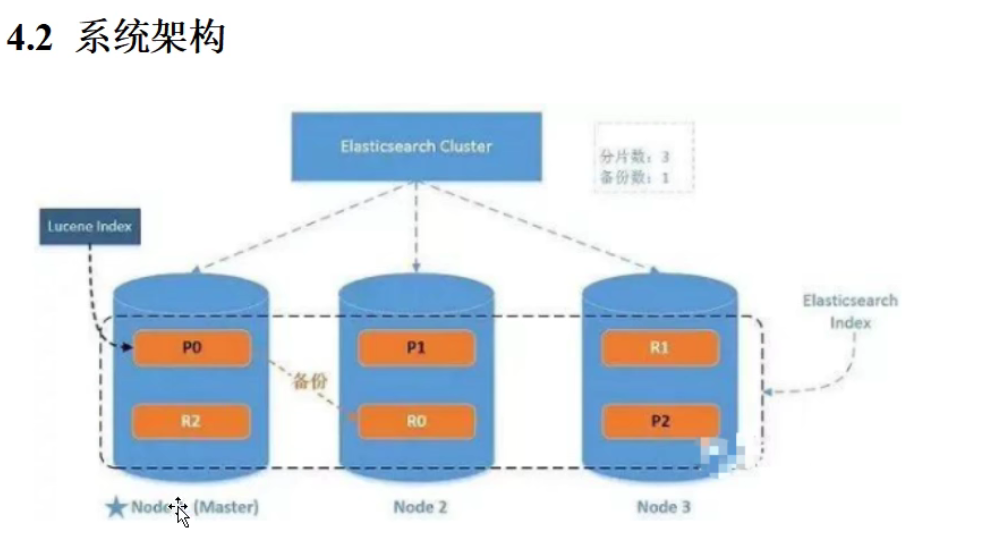 4.2 系统架构
Elasticsearch Cluster
分片数：3
备份数：1
Lucene Index
Elasticsearch
Index
P0
P1
R1
备份
R2
R0
P2
Node (Master)
Node 2
Node 3